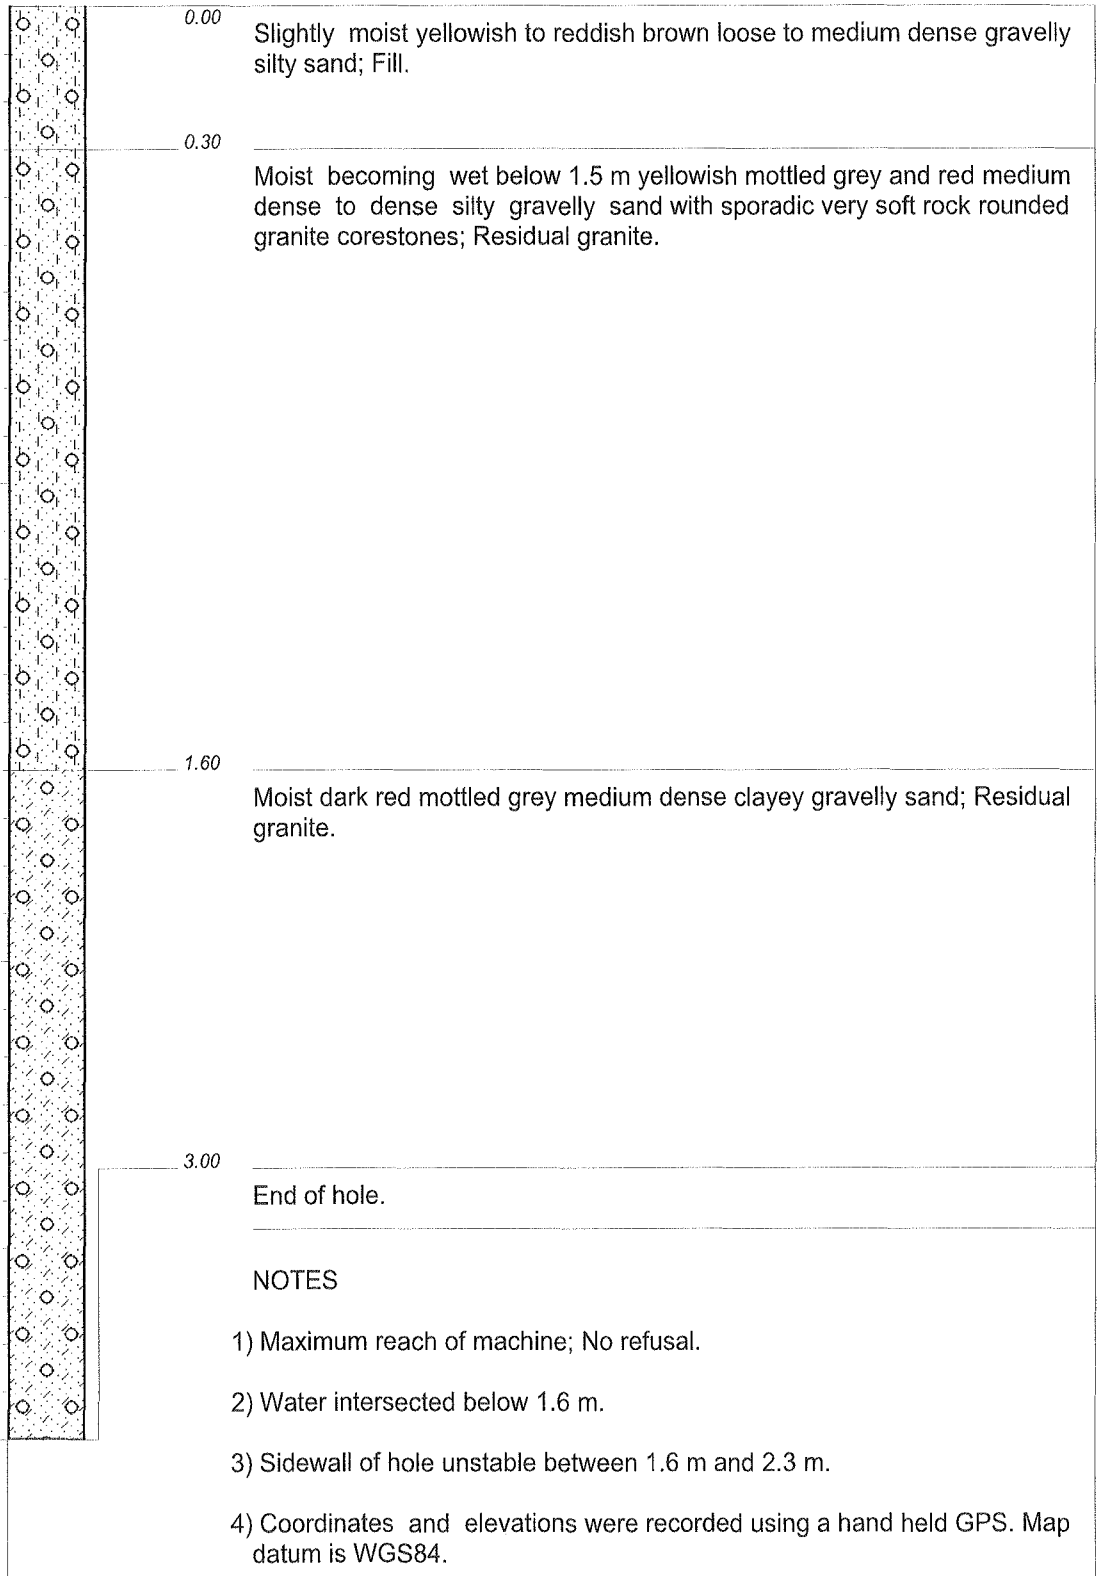 0.00
Slightly moist yellowish to reddish brown loose to medium dense gravelly
silty sand; Fill.
0.30
Moist becoming wet below 1.5 m yellowish mottled grey and red medium
dense to dense silty gravelly sand with sporadic very soft rock rounded
granite corestones; Residual granite.
1.60
Moist dark red mottled grey medium dense clayey gravelly sand; Residual
granite.
3.00
End of hole.
NOTES
1) Maximum reach of machine; No refusal.
2) Water intersected below 1.6 m.
3) Sidewall of hole unstable between 1.6 m and 2.3 m.
4) Coordinates and elevations were recorded using a hand held GPS. Map
datum is WGS84.